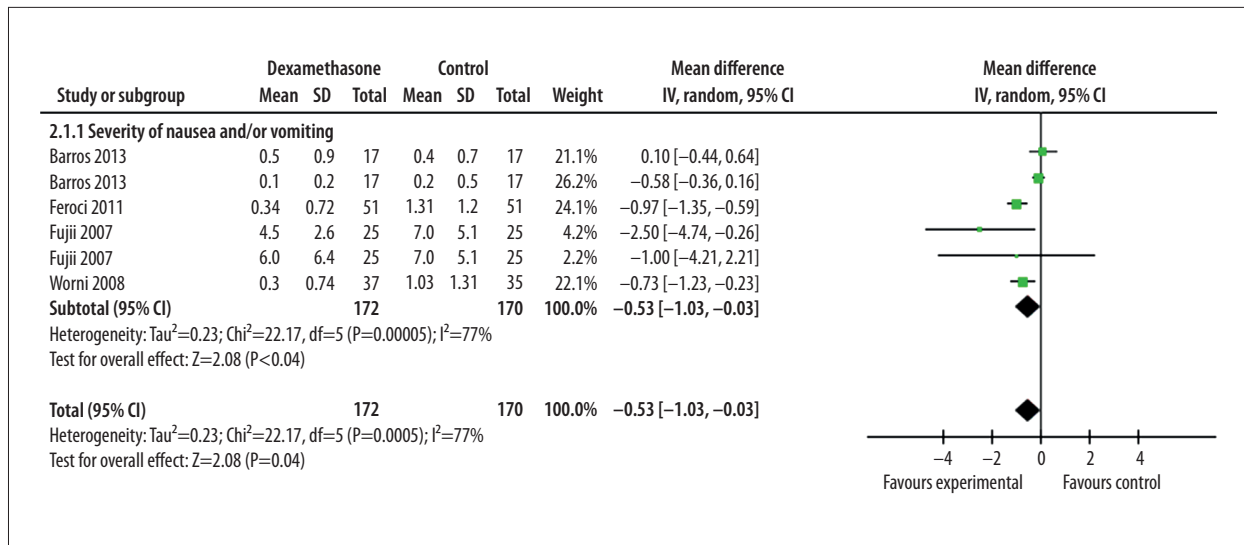 Dexamethasone Control Mean difference Mean difference
Study or subgroup Mean SD Total Mean SD Total Weight IV, random, 95% CI IV, random, 95% CI
2.1.1 Severity of nausea and/or vomiting
Barros 2013 0.5 0.9 17 0.4 0.7 17 21.1% 0.10 [−0.44, 0.64]
Barros 2013 0.1 0.2 17 0.2 0.5 17 26.2% −0.58 [−0.36, 0.16]
Feroci 2011 0.34 0.72 51 1.31 1.2 51 24.1% −0.97 [−1.35, −0.59]
Fujii 2007 4.5 2.6 25 7.0 5.1 25 4.2% −2.50 [−4.74, −0.26]
Fujii 2007 6.0 6.4 25 7.0 5.1 25 2.2% −1.00 [−4.21, 2.21]
Worni 2008 0.3 0.74 37 1.03 1.31 35 22.1% −0.73 [−1.23, −0.23]
Subtotal (95% CI) 172 170 100.0% −0.53 [−1.03, −0.03]
Heterogeneity: Tau²=0.23; Chi²=22.17, df=5 (P=0.00005); I²=77%
Test for overall effect: Z=2.08 (P<0.04)
Total (95% CI) 172 170 100.0% −0.53 [−1.03, −0.03]
Heterogeneity: Tau²=0.23; Chi²=22.17, df=5 (P=0.0005); I²=77%
Test for overall effect: Z=2.08 (P=0.04)
−4 −2 0 2 4
Favours experimental Favours control